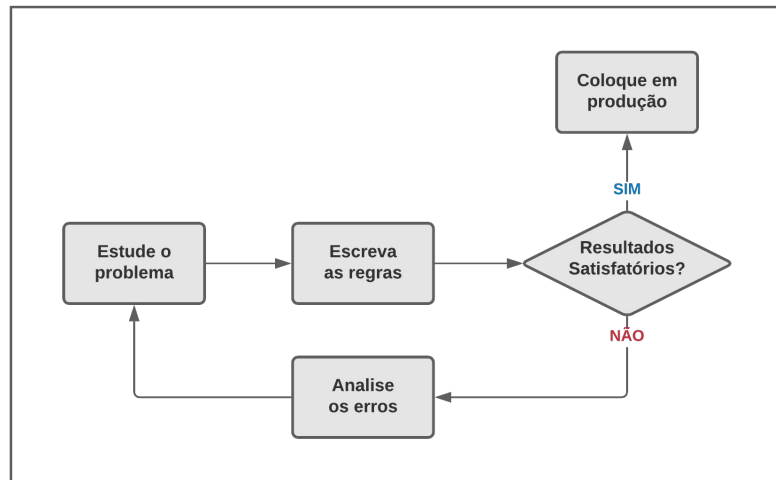 Coloque em
produção
SIM
Estude o
problema
Escreva
as regras
Resultados
Satisfatórios?
NÃO
Analise
os erros